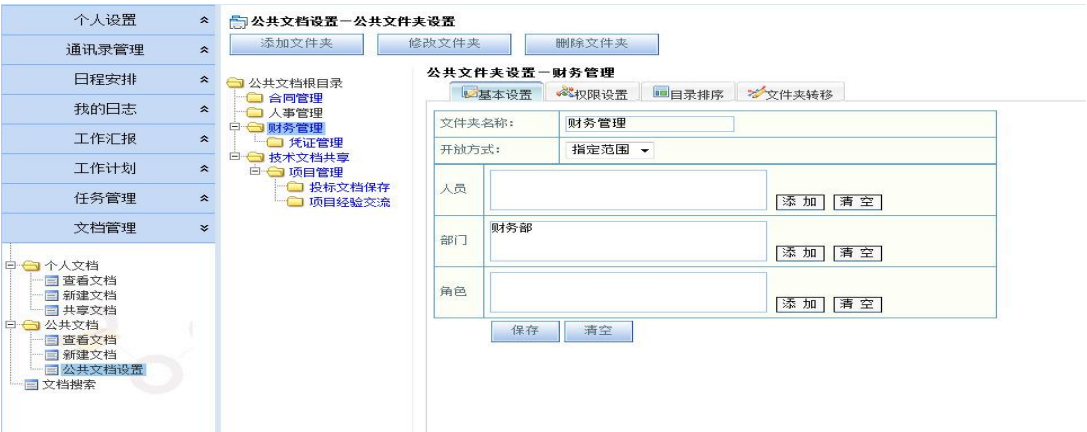 个人设置
通讯录管理
日程安排
我的日志
工作汇报
工作计划
任务管理
文档管理
个人文档
查看文档
新建文档
共享文档
公共文档
查看文档
新建文档
公共文档设置
文档搜索
公共文档设置－公共文件夹设置
添加文件夹 修改文件夹 删除文件夹
公共文档根目录
合同管理
人事管理
财务管理
凭证管理
技术文档共享
项目管理
投标文档保存
项目经验交流
公共文件夹设置－财务管理
基本设置 权限设置 目录排序 文件夹转移
文件夹名称： 财务管理
开放方式： 指定范围
人员 添 加 清 空
部门 财务部 添 加 清 空
角色 添 加 清 空
保存 清空